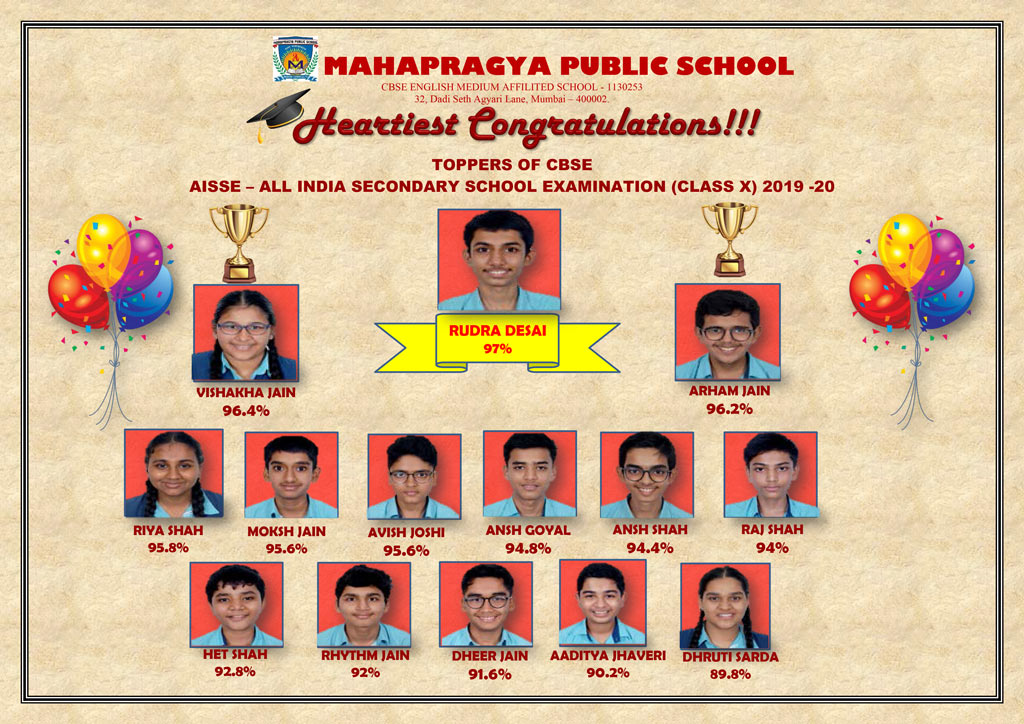 MAHAPRAGYA PUBLIC SCHOOL
CBSE ENGLISH MEDIUM AFFILITED SCHOOL - 1130253
32, Dadi Seth Agyari Lane, Mumbai – 400002.
Heartiest Congratulations!!!
TOPPERS OF CBSE
AISSE – ALL INDIA SECONDARY SCHOOL EXAMINATION (CLASS X) 2019 -20
RUDRA DESAI
97%
VISHAKHA JAIN
96.4%
ARHAM JAIN
96.2%
RIYA SHAH
95.8%
MOKSH JAIN
95.6%
AVISH JOSHI
95.6%
ANSH GOYAL
94.8%
ANSH SHAH
94.4%
RAJ SHAH
94%
HET SHAH
92.8%
RHYTHM JAIN
92%
DHEER JAIN
91.6%
AADITYA JHAVERI
90.2%
DHRUTI SARDA
89.8%